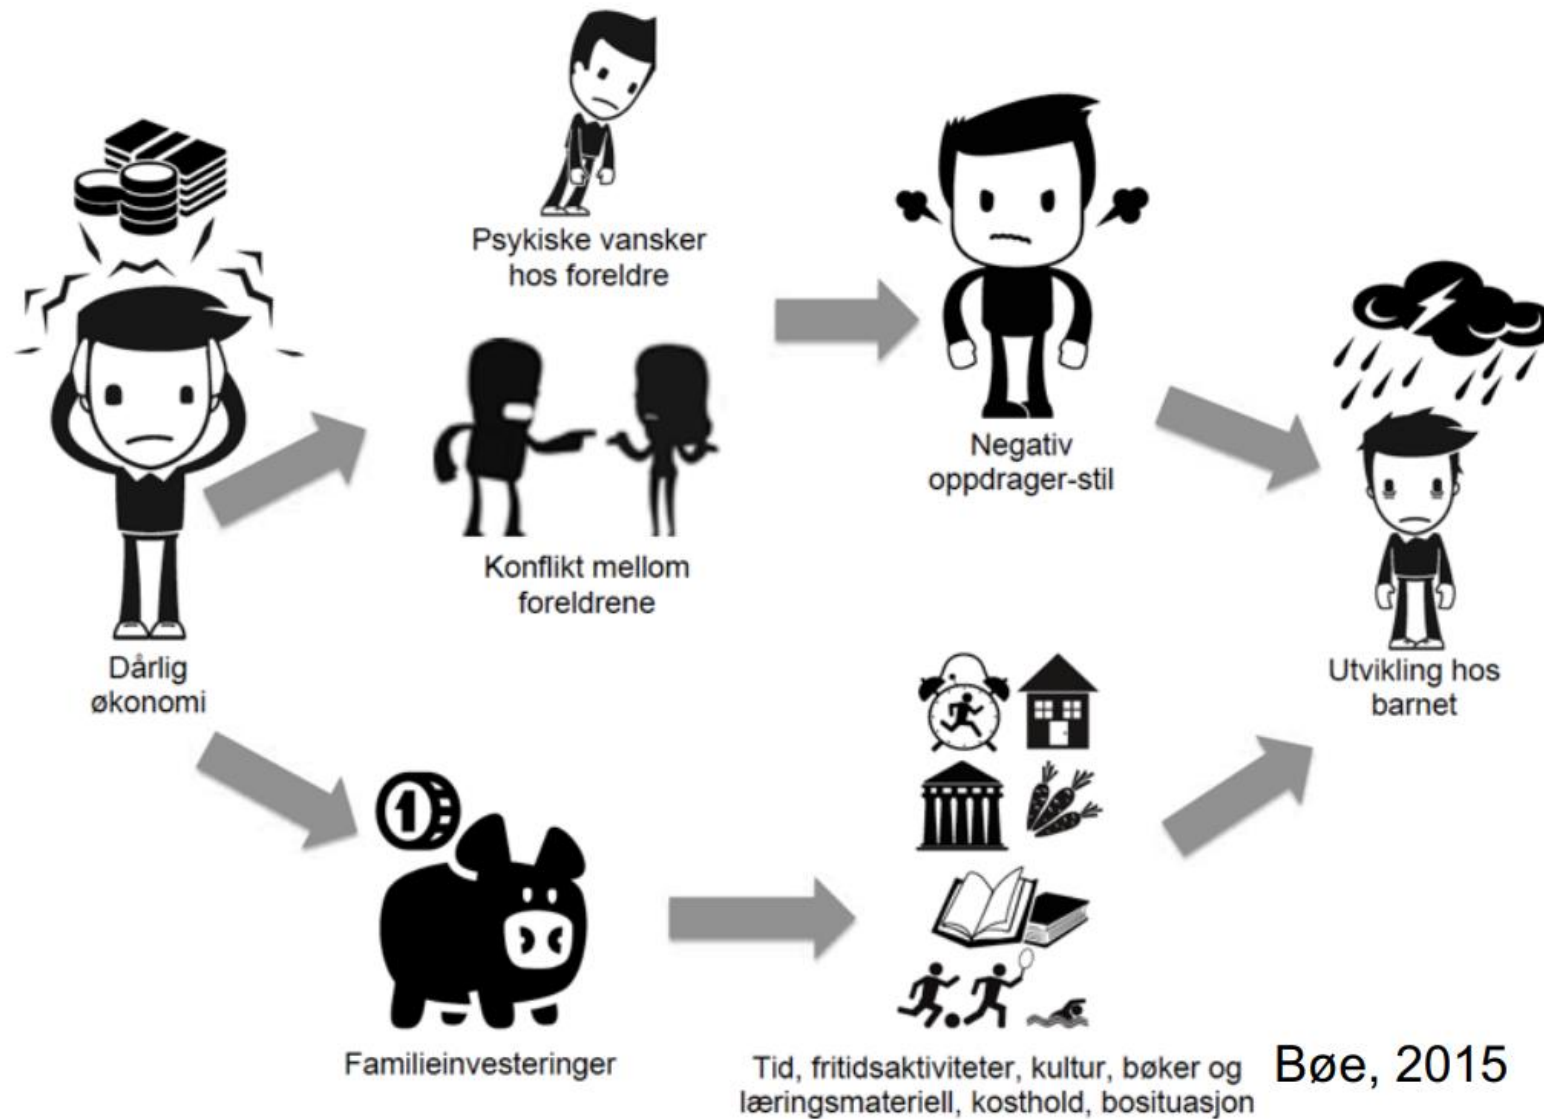 Psykiske vansker
hos foreldre
Konflikt mellom
foreldrene
Negativ
oppdrager-stil
Dårlig
økonomi
Utvikling hos
barnet
1
Familieinvesteringer
Tid, fritidsaktiviteter, kultur, bøker og
læringsmateriell, kosthold, bosituasjon
Bøe, 2015